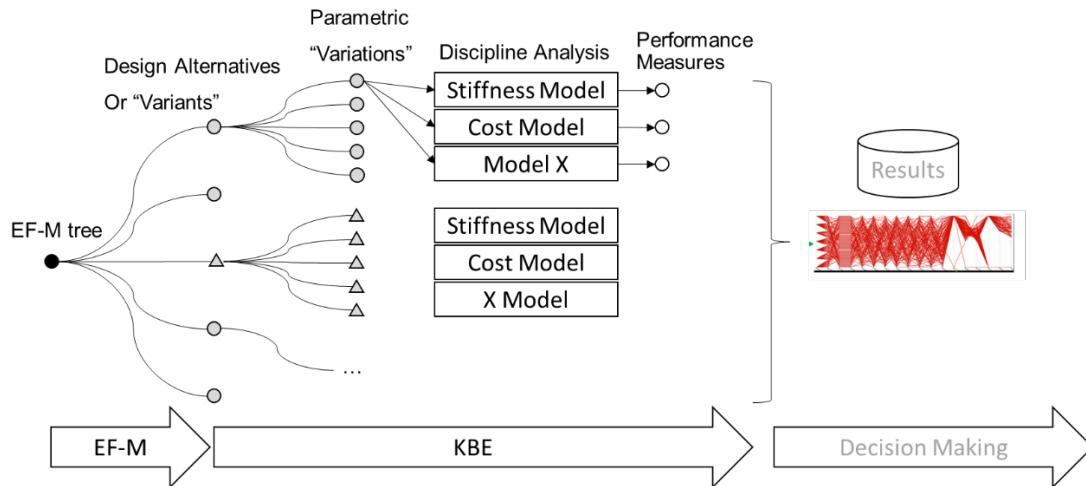 Parametric
"Variations"
Design Alternatives
Or "Variants"
Discipline Analysis
Performance
Measures
Stiffness Model
Cost Model
Model X
EF-M tree
Stiffness Model
Cost Model
X Model
...
Results
EF-M
KBE
Decision Making